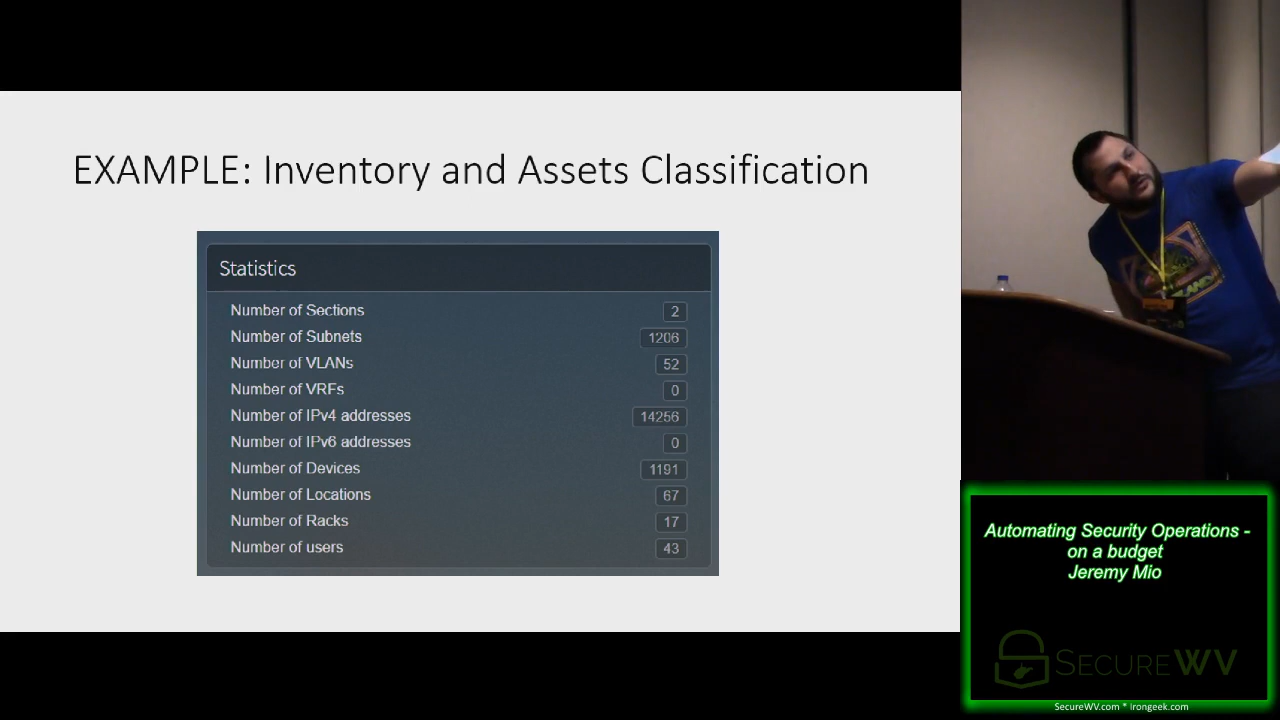 EXAMPLE: Inventory and Assets Classification
Statistics
Number of Sections 2
Number of Subnets 1206
Number of VLANs 52
Number of VRFs 0
Number of IPv4 addresses 14256
Number of IPv6 addresses 0
Number of Devices 1191
Number of Locations 67
Number of Racks 17
Number of users 43
Automating Security Operations -
on a budget
Jeremy Mio
SECUREWV
SecureWV.com * irongeek.com